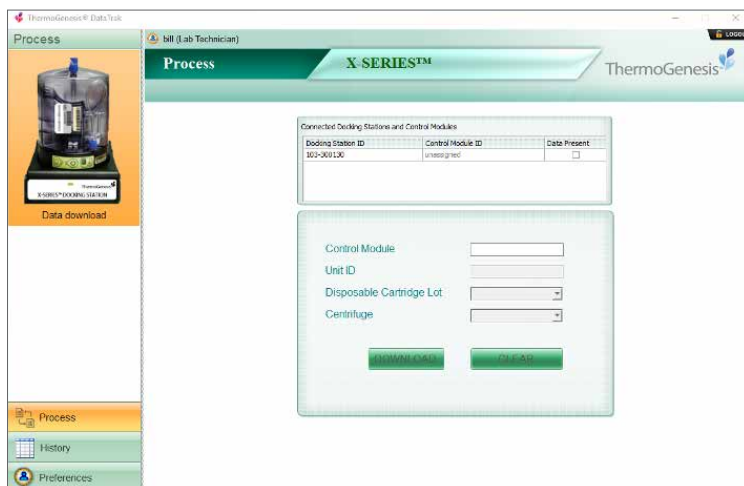 ThermoGenesis® DataTrak
Process
bill (Lab Technician)
LOGOUT
Process
X-SERIES™
ThermoGenesis
ThermoGenesis
X-SERIES™ DOCKING STATION
Data download
Connected Docking Stations and Control Modules
Docking Station ID Control Module ID Data Present
103-300130 unassigned
Control Module
Unit ID
Disposable Cartridge Lot
Centrifuge
DOWNLOAD CLEAR
Process
History
Preferences